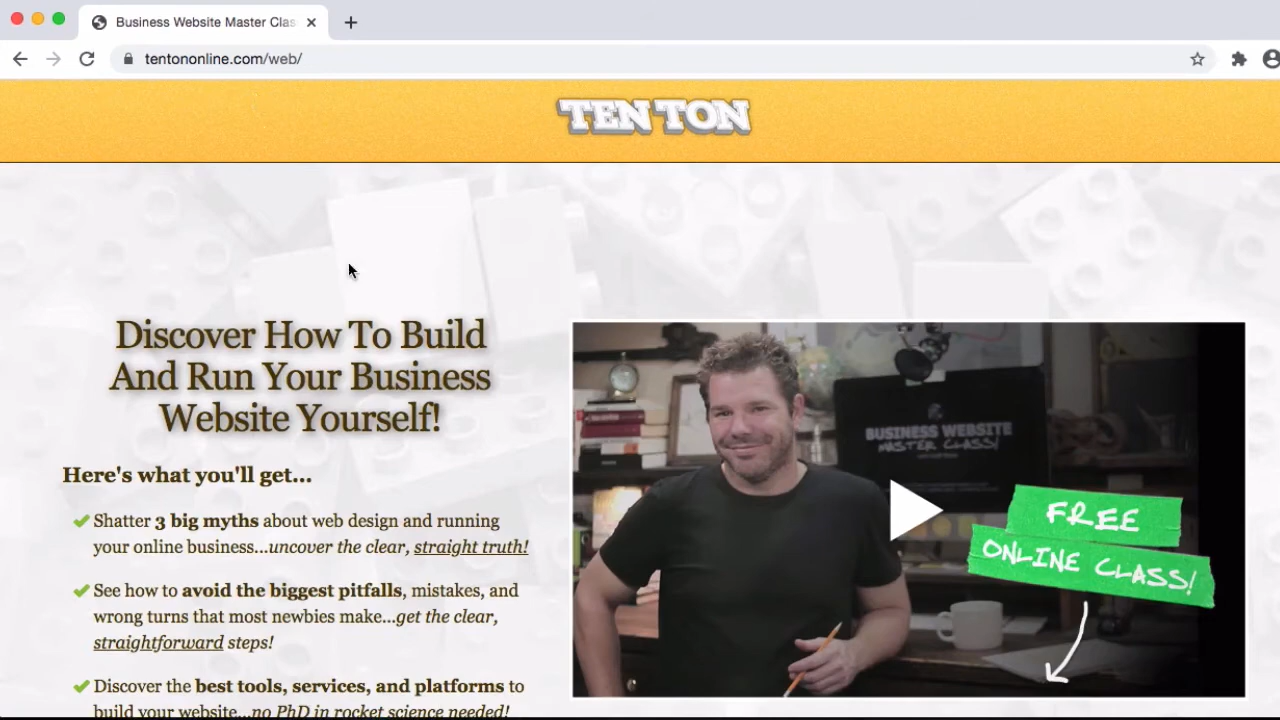 Business Website Master Clas
tentononline.com/web/
TEN TON
Discover How To Build
And Run Your Business
Website Yourself!
Here's what you'll get...
Shatter 3 big myths about web design and running
your online business...uncover the clear, straight truth!
See how to avoid the biggest pitfalls, mistakes, and
wrong turns that most newbies make...get the clear,
straightforward steps!
Discover the best tools, services, and platforms to
build your website...no PhD in rocket science needed!
BUSINESS WEBSITE
MASTER CLASS!
FREE
ONLINE CLASS!